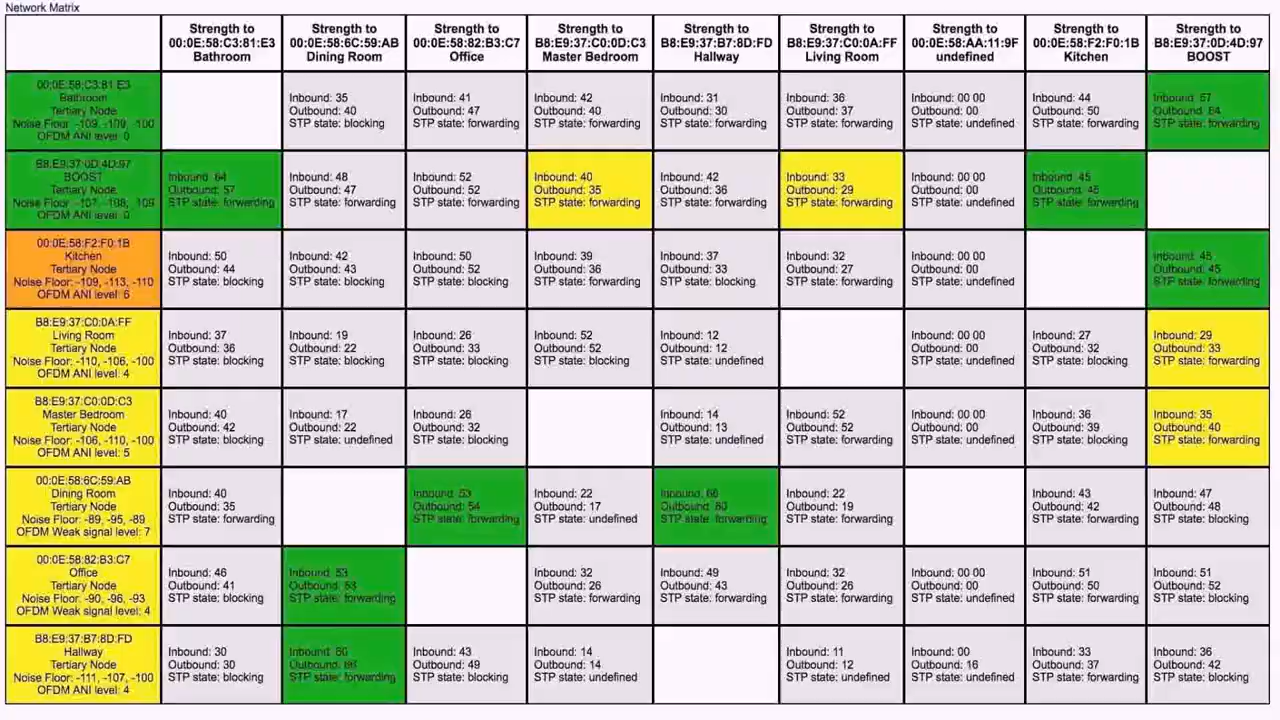 Network Matrix
Strength to 00:0E:58:C3:81:E3 Bathroom
Strength to 00:0E:58:6C:59:AB Dining Room
Strength to 00:0E:58:82:B3:C7 Office
Strength to B8:E9:37:C0:0D:C3 Master Bedroom
Strength to B8:E9:37:B7:8D:FD Hallway
Strength to B8:E9:37:C0:0A:FF Living Room
Strength to 00:0E:58:AA:11:9F undefined
Strength to 00:0E:58:F2:F0:1B Kitchen
Strength to B8:E9:37:0D:4D:97 BOOST
00:0E:58:C3:81:E3
Bathroom
Tertiary Node
Noise Floor: -109, -109, -100
OFDM ANI level: 0
Inbound: 35
Outbound: 40
STP state: blocking
Inbound: 41
Outbound: 47
STP state: forwarding
Inbound: 42
Outbound: 40
STP state: forwarding
Inbound: 31
Outbound: 30
STP state: forwarding
Inbound: 36
Outbound: 37
STP state: forwarding
Inbound: 00 00
Outbound: 00
STP state: undefined
Inbound: 44
Outbound: 50
STP state: forwarding
Inbound: 57
Outbound: 64
STP state: forwarding
B8:E9:37:0D:4D:97
BOOST
Tertiary Node
Noise Floor: -107, -108, -109
OFDM ANI level: 0
Inbound: 64
Outbound: 57
STP state: forwarding
Inbound: 48
Outbound: 47
STP state: forwarding
Inbound: 52
Outbound: 52
STP state: forwarding
Inbound: 40
Outbound: 35
STP state: forwarding
Inbound: 42
Outbound: 36
STP state: forwarding
Inbound: 33
Outbound: 29
STP state: forwarding
Inbound: 00 00
Outbound: 00
STP state: undefined
Inbound: 45
Outbound: 45
STP state: forwarding
00:0E:58:F2:F0:1B
Kitchen
Tertiary Node
Noise Floor: -109, -113, -110
OFDM ANI level: 6
Inbound: 50
Outbound: 44
STP state: blocking
Inbound: 42
Outbound: 43
STP state: blocking
Inbound: 50
Outbound: 52
STP state: blocking
Inbound: 39
Outbound: 36
STP state: forwarding
Inbound: 37
Outbound: 33
STP state: blocking
Inbound: 32
Outbound: 27
STP state: forwarding
Inbound: 00 00
Outbound: 00
STP state: undefined
Inbound: 45
Outbound: 45
STP state: forwarding
B8:E9:37:C0:0A:FF
Living Room
Tertiary Node
Noise Floor: -110, -106, -100
OFDM ANI level: 4
Inbound: 37
Outbound: 36
STP state: blocking
Inbound: 19
Outbound: 22
STP state: blocking
Inbound: 26
Outbound: 33
STP state: blocking
Inbound: 52
Outbound: 52
STP state: blocking
Inbound: 12
Outbound: 12
STP state: undefined
Inbound: 00 00
Outbound: 00
STP state: undefined
Inbound: 27
Outbound: 32
STP state: blocking
Inbound: 29
Outbound: 33
STP state: forwarding
B8:E9:37:C0:0D:C3
Master Bedroom
Tertiary Node
Noise Floor: -106, -110, -100
OFDM ANI level: 5
Inbound: 40
Outbound: 42
STP state: blocking
Inbound: 17
Outbound: 22
STP state: undefined
Inbound: 26
Outbound: 32
STP state: blocking
Inbound: 14
Outbound: 13
STP state: undefined
Inbound: 52
Outbound: 52
STP state: forwarding
Inbound: 00 00
Outbound: 00
STP state: undefined
Inbound: 36
Outbound: 39
STP state: blocking
Inbound: 35
Outbound: 40
STP state: forwarding
00:0E:58:6C:59:AB
Dining Room
Tertiary Node
Noise Floor: -89, -95, -89
OFDM Weak signal level: 7
Inbound: 40
Outbound: 35
STP state: forwarding
Inbound: 53
Outbound: 54
STP state: forwarding
Inbound: 22
Outbound: 17
STP state: undefined
Inbound: 66
Outbound: 60
STP state: forwarding
Inbound: 22
Outbound: 19
STP state: forwarding
Inbound: 43
Outbound: 42
STP state: forwarding
Inbound: 47
Outbound: 48
STP state: blocking
00:0E:58:82:B3:C7
Office
Tertiary Node
Noise Floor: -90, -96, -93
OFDM Weak signal level: 4
Inbound: 46
Outbound: 41
STP state: blocking
Inbound: 53
Outbound: 53
STP state: forwarding
Inbound: 32
Outbound: 26
STP state: forwarding
Inbound: 49
Outbound: 43
STP state: forwarding
Inbound: 32
Outbound: 26
STP state: forwarding
Inbound: 00 00
Outbound: 00
STP state: undefined
Inbound: 51
Outbound: 50
STP state: forwarding
Inbound: 51
Outbound: 52
STP state: blocking
B8:E9:37:B7:8D:FD
Hallway
Tertiary Node
Noise Floor: -111, -107, -100
OFDM ANI level: 4
Inbound: 30
Outbound: 30
STP state: blocking
Inbound: 60
Outbound: 66
STP state: forwarding
Inbound: 43
Outbound: 49
STP state: blocking
Inbound: 14
Outbound: 14
STP state: undefined
Inbound: 11
Outbound: 12
STP state: undefined
Inbound: 00
Outbound: 16
STP state: undefined
Inbound: 33
Outbound: 37
STP state: forwarding
Inbound: 36
Outbound: 42
STP state: blocking